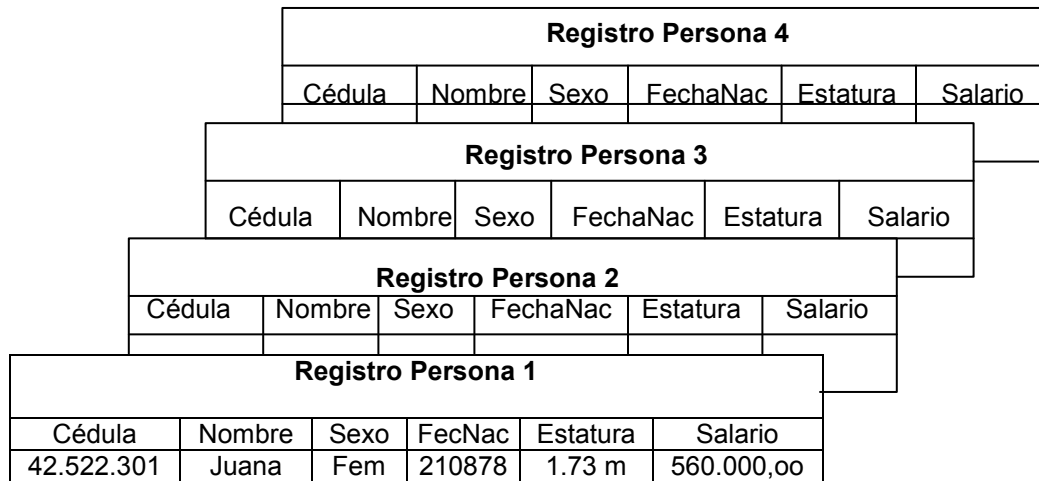 Registro Persona 4
Cédula Nombre Sexo FechaNac Estatura Salario
Registro Persona 3
Cédula Nombre Sexo FechaNac Estatura Salario
Registro Persona 2
Cédula Nombre Sexo FechaNac Estatura Salario
Registro Persona 1
Cédula Nombre Sexo FecNac Estatura Salario
42.522.301 Juana Fem 210878 1.73 m 560.000,oo